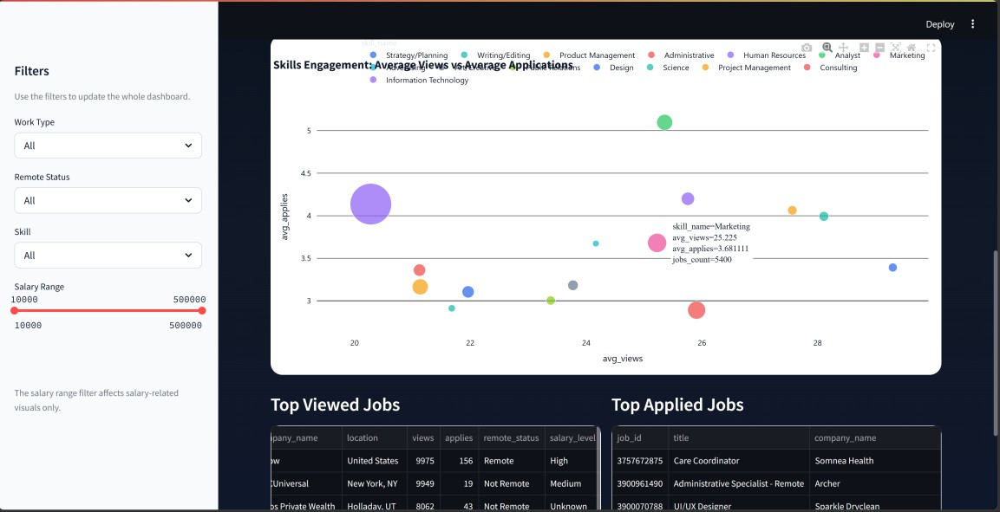 Deploy
Filters
Use the filters to update the whole dashboard.
Work Type
All
Remote Status
All
Skill
All
Salary Range
10000 500000
10000 500000
The salary range filter affects salary-related
visuals only.
skill_name
Strategy/Planning Writing/Editing Product Management Administrative Human Resources Analyst Marketing
Skills Engagement: Average Views vs Average Applications
Design Science Project Management Consulting
Information Technology
5
4.5
4
3.5
3
avg_applies
skill_name=Marketing
avg_views=25.225
avg_applies=3.681111
jobs_count=5400
20 22 24 26 28
avg_views
Top Viewed Jobs
pany_name location views applies remote_status salary_level
ow United States 9975 156 Remote High
Universal New York, NY 9949 19 Not Remote Medium
os Private Wealth Holladay, UT 8062 43 Not Remote Unknown
Top Applied Jobs
job_id title company_name
3757672875 Care Coordinator Somnea Health
3900961490 Administrative Specialist - Remote Archer
3900070788 UI/UX Designer Sparkle Dryclean